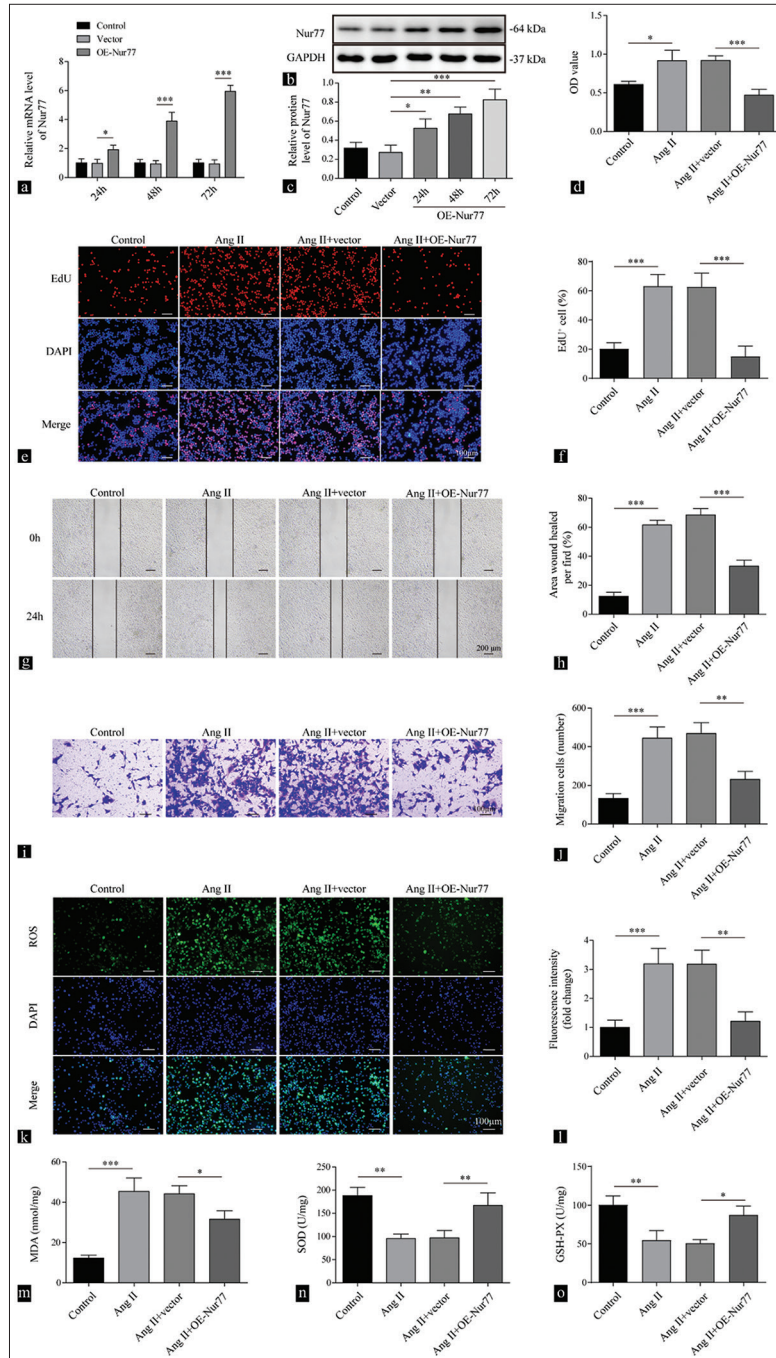 Control
Vector
OE-Nur77
Relative mRNA level
of Nur77
8
6
4
2
0
*
***
***
24h
48h
72h
a
Nur77
-64 kDa
GAPDH
-37 kDa
b
Relative protien
level of Nur77
1.0
0.8
0.6
0.4
0.2
0.0
***
**
*
Control
Vector
24h
48h
72h
OE-Nur77
c
OD value
1.5
1.0
0.5
0.0
*
***
Control
Ang II
Ang II+vector
Ang II+OE-Nur77
d
Control
Ang II
Ang II+vector
Ang II+OE-Nur77
EdU
DAPI
Merge
100μm
e
EdU+ cell (%)
80
60
40
20
0
***
***
Control
Ang II
Ang II+vector
Ang II+OE-Nur77
f
Control
Ang II
Ang II+vector
Ang II+OE-Nur77
0h
24h
200 μm
g
Area wound healed
per fird (%)
80
60
40
20
0
***
***
Control
Ang II
Ang II+vector
Ang II+OE-Nur77
h
Control
Ang II
Ang II+vector
Ang II+OE-Nur77
100μm
i
Migration cells (number)
600
400
200
0
***
**
Control
Ang II
Ang II+vector
Ang II+OE-Nur77
j
Control
Ang II
Ang II+vector
Ang II+OE-Nur77
ROS
DAPI
Merge
100μm
k
Fluorescence intensity
(fold change)
4
3
2
1
0
***
**
Control
Ang II
Ang II+vector
Ang II+OE-Nur77
l
MDA (nmol/mg)
60
40
20
0
***
*
Control
Ang II
Ang II+vector
Ang II+OE-Nur77
m
SOD (U/mg)
250
200
150
100
50
0
**
**
Control
Ang II
Ang II+vector
Ang II+OE-Nur77
n
GSH-PX (U/mg)
150
100
50
0
**
*
Control
Ang II
Ang II+vector
Ang II+OE-Nur77
o